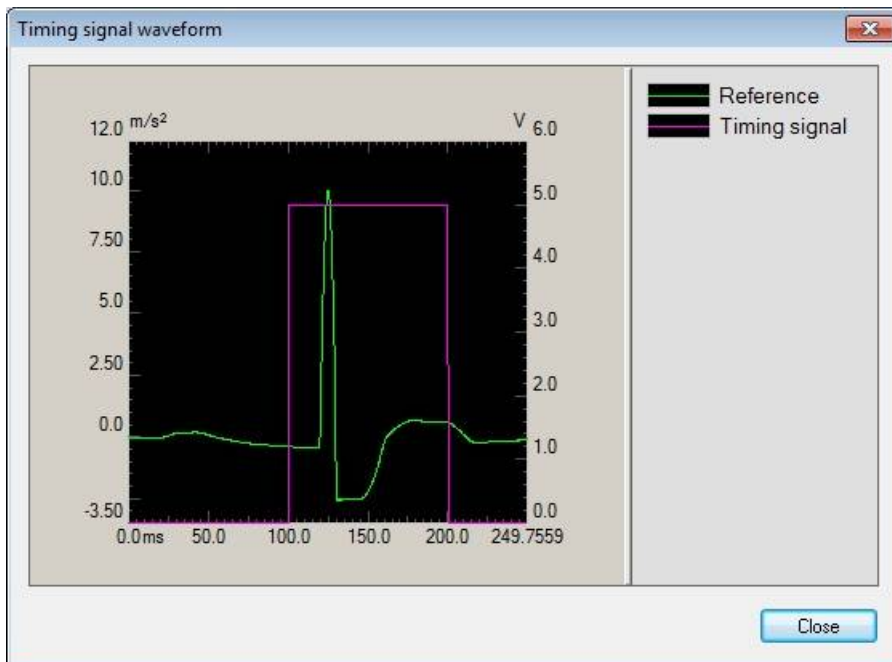 Timing signal waveform
Reference
Timing signal
m/s²
V
12.0
10.0
7.50
5.0
2.50
0.0
-3.50
6.0
5.0
4.0
3.0
2.0
1.0
0.0
0.0ms 50.0 100.0 150.0 200.0 249.7559
Close